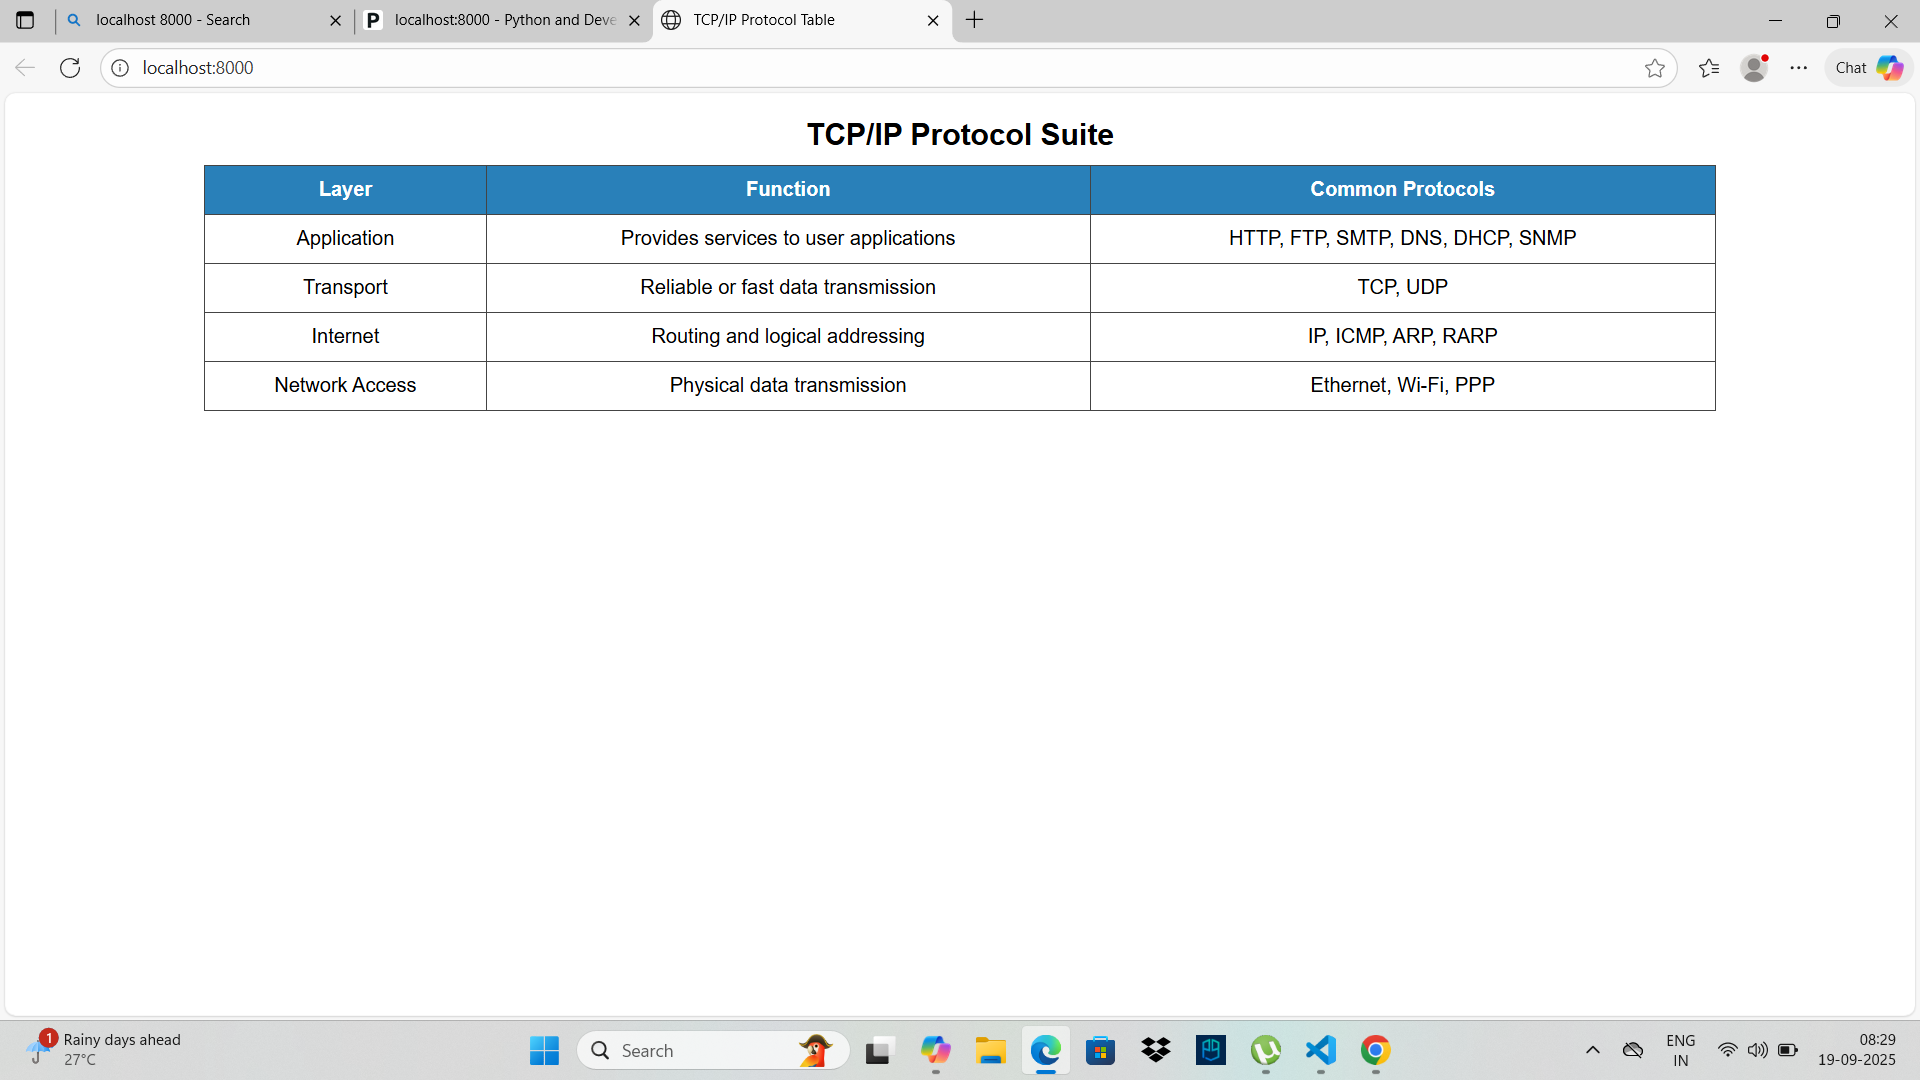 localhost 8000 - Search
localhost:8000 - Python and Deve
TCP/IP Protocol Table
localhost:8000
Chat
TCP/IP Protocol Suite
Layer Function Common Protocols
Application Provides services to user applications HTTP, FTP, SMTP, DNS, DHCP, SNMP
Transport Reliable or fast data transmission TCP, UDP
Internet Routing and logical addressing IP, ICMP, ARP, RARP
Network Access Physical data transmission Ethernet, Wi-Fi, PPP
1
Rainy days ahead
27°C
Search
ENG
IN
08:29
19-09-2025